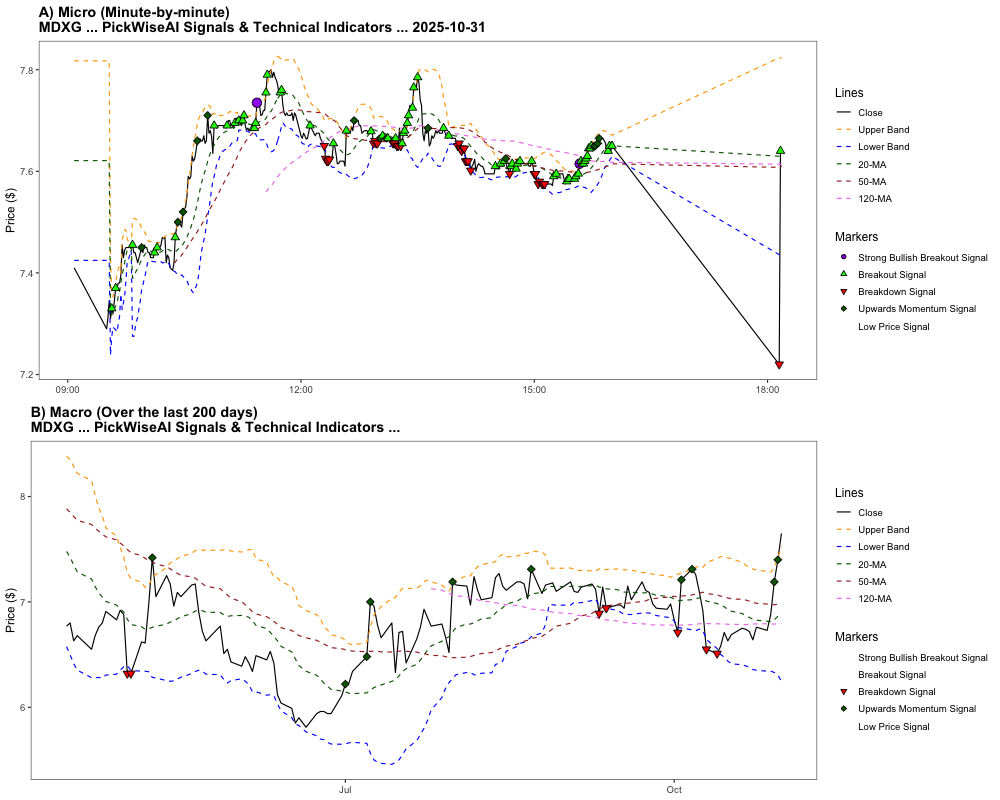 A) Micro (Minute-by-minute)
MDXG ... PickWiseAI Signals & Technical Indicators ... 2025-10-31
Price ($)
7.8
7.6
7.4
7.2
09:00
12:00
15:00
18:00
Lines
Close
Upper Band
Lower Band
20-MA
50-MA
120-MA
Markers
Strong Bullish Breakout Signal
Breakout Signal
Breakdown Signal
Upwards Momentum Signal
Low Price Signal
B) Macro (Over the last 200 days)
MDXG ... PickWiseAI Signals & Technical Indicators ...
Price ($)
8
7
6
Jul
Oct
Lines
Close
Upper Band
Lower Band
20-MA
50-MA
120-MA
Markers
Strong Bullish Breakout Signal
Breakout Signal
Breakdown Signal
Upwards Momentum Signal
Low Price Signal